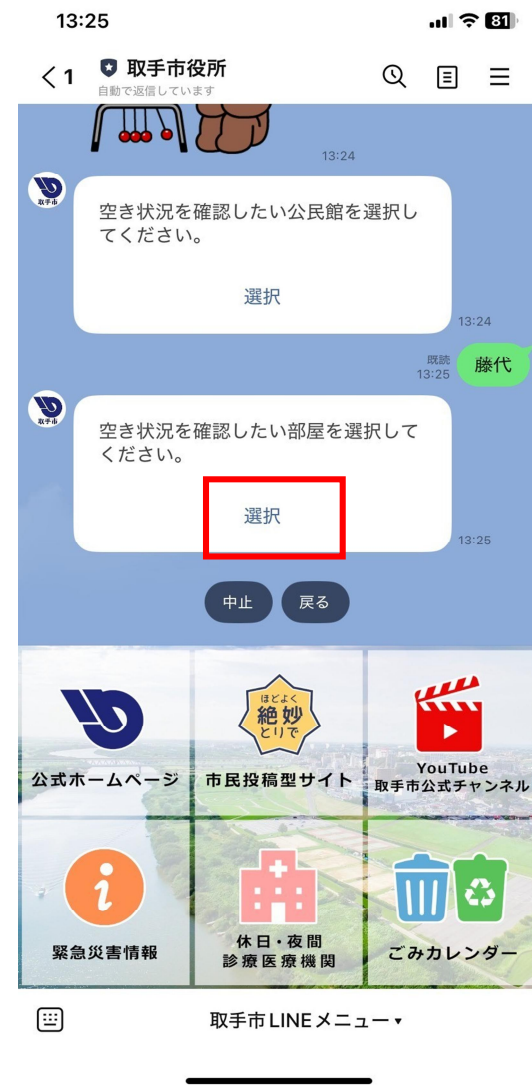 13:25
81
1
取手市役所
自動で返信しています
13:24
取手市
空き状況を確認したい公民館を選択し
てください。
選択
13:24
既読
13:25
藤代
取手市
空き状況を確認したい部屋を選択して
ください。
選択
13:25
中止
戻る
ほどよく
絶妙
とりで
公式ホームページ
市民投稿型サイト
YouTube
取手市公式チャンネル
緊急災害情報
休日・夜間
診療医療機関
ごみカレンダー
取手市LINEメニュー▼